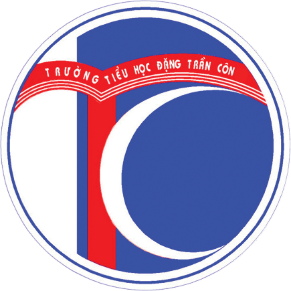 TRƯỜNG TIỂU HỌC ĐẶNG TRẦN CÔN